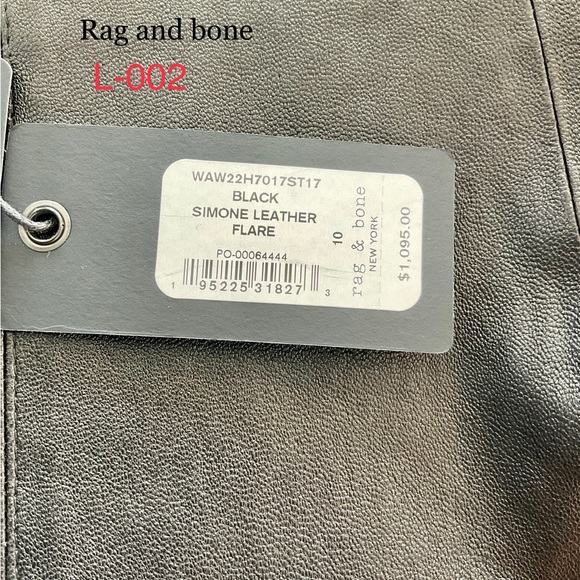 Rag and bone
L-002
WAW22H7017ST17
BLACK
SIMONE LEATHER
FLARE
PO-00064444
1 95225 31827 3
10
rag & bone
NEW YORK
$1,095.00